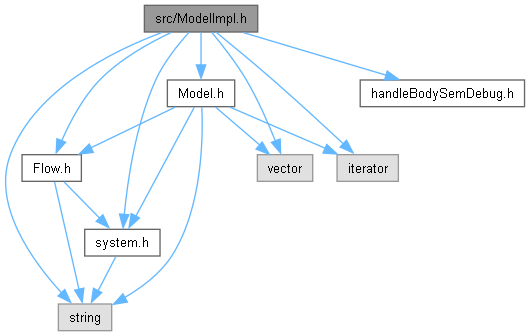 src/ModelImpl.h
Model.h
handleBodySemDebug.h
Flow.h
vector
iterator
system.h
string